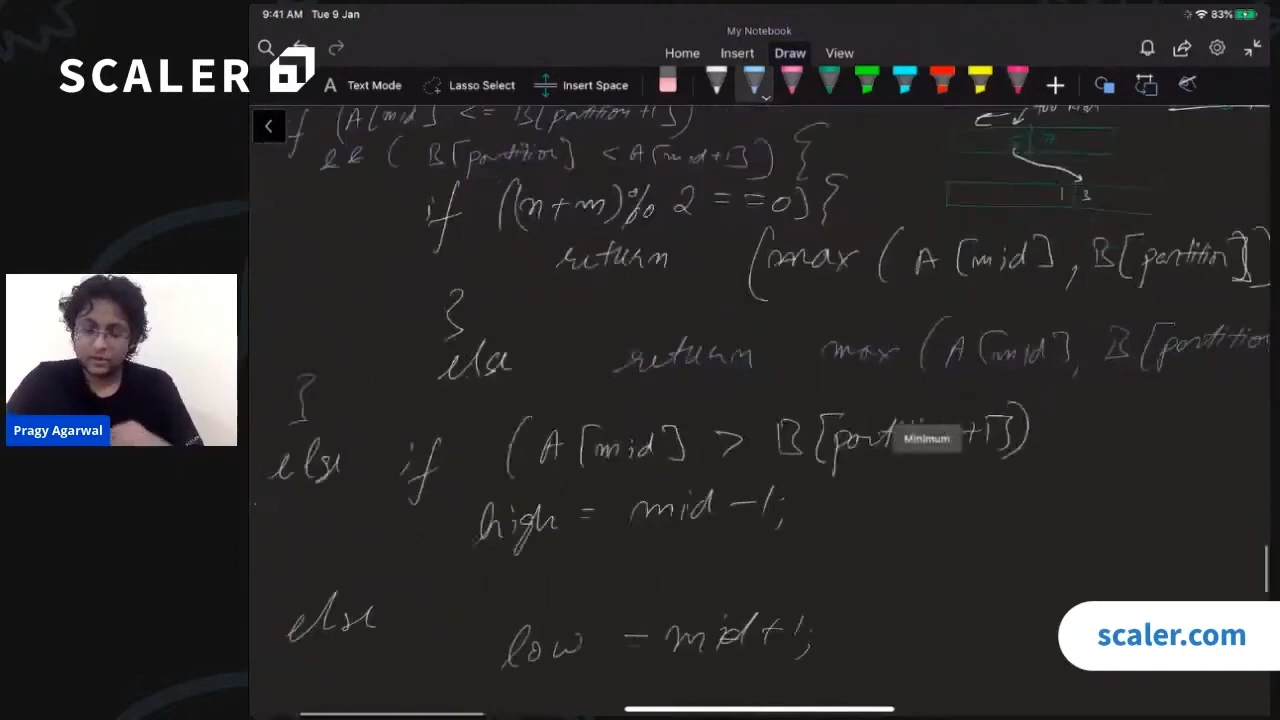 9:41 AM Tue 9 Jan
83%
My Notebook
SCALER
Home Insert Draw View
A Text Mode Lasso Select Insert Space
if (A[mid] <= B[partition+1])
&& ( B[partition] < A[mid+1]) {
1 3
if ((n+m)% 2 ==0){
return (max ( A[mid], B[partition]
}
else return max (A[mid], B[partition
}
Pragy Agarwal
else if (A[mid] > B[partition+1])
Minimum
high = mid-1;
else
low = mid+1;
scaler.com